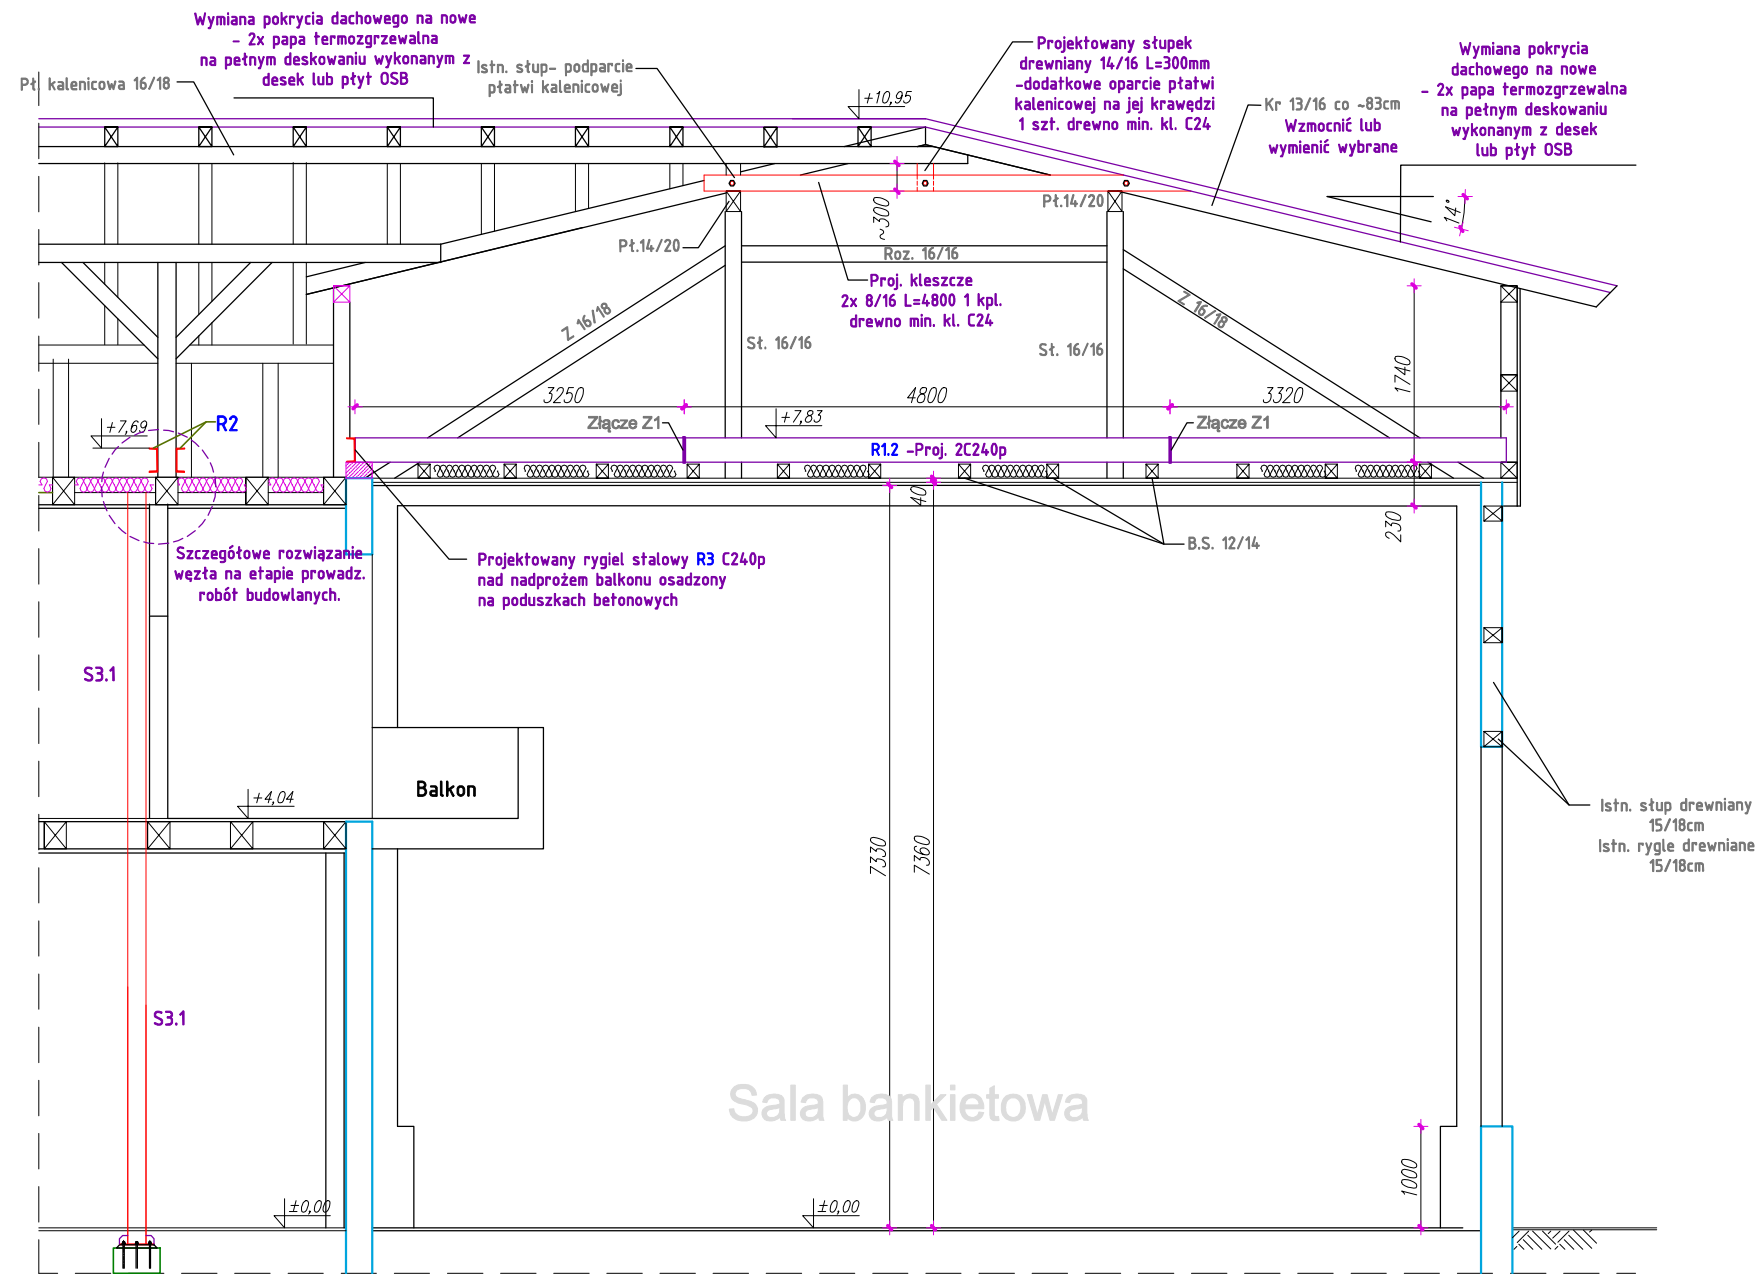 Wymiana pokrycia dachowego na nowe
- 2x papa termozgrzewalna
na pełnym deskowaniu wykonanym z
desek lub płyt OSB
Pł. kalenicowa 16/18
Istn. słup- podparcie
płatwi kalenicowej
Projektowany słupek
drewniany 14/16 L=300mm
-dodatkowe oparcie płatwi
kalenicowej na jej krawędzi
1 szt. drewno min. kl. C24
+10,95
Kr 13/16 co ~83cm
Wzmocnić lub
wymienić wybrane
Wymiana pokrycia
dachowego na nowe
- 2x papa termozgrzewalna
na pełnym deskowaniu
wykonanym z desek
lub płyt OSB
14°
~300
Pł.14/20
Pł.14/20
Roz. 16/16
Proj. kleszcze
2x 8/16 L=4800 1 kpl.
drewno min. kl. C24
Z 16/18
Z 16/18
Sł. 16/16
Sł. 16/16
1740
3250
4800
3320
+7,69
R2
Złącze Z1
+7,83
Złącze Z1
R1.2 -Proj. 2C240p
40
230
B.S. 12/14
Szczegółowe rozwiązanie
węzła na etapie prowadz.
robót budowlanych.
Projektowany rygiel stalowy R3 C240p
nad nadprożem balkonu osadzony
na poduszkach betonowych
S3.1
Balkon
+4,04
7330
7360
Istn. słup drewniany
15/18cm
Istn. rygle drewniane
15/18cm
S3.1
Sala bankietowa
1000
±0,00
±0,00